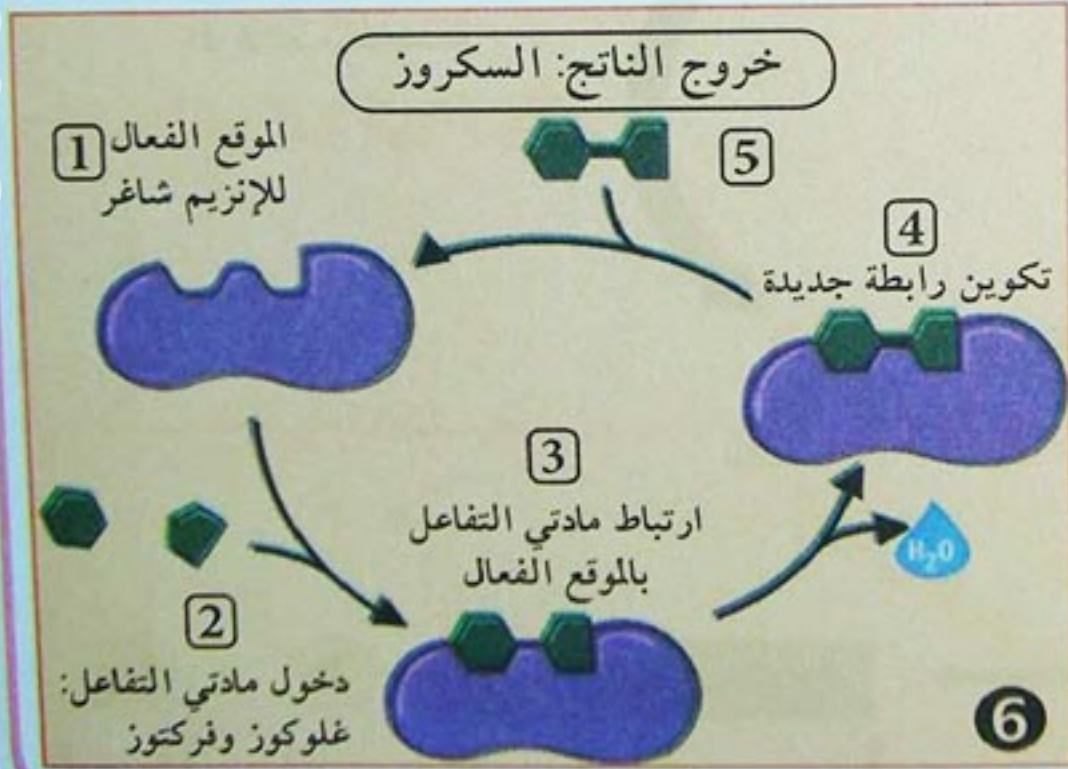 خروج الناتج: السكروز
1
الموقع الفعال
للإنزيم شاغر
5
4
تكوين رابطة جديدة
3
ارتباط مادتي التفاعل
بالموقع الفعال
H₂O
2
دخول مادتي التفاعل:
غلوكوز وفركتوز
6